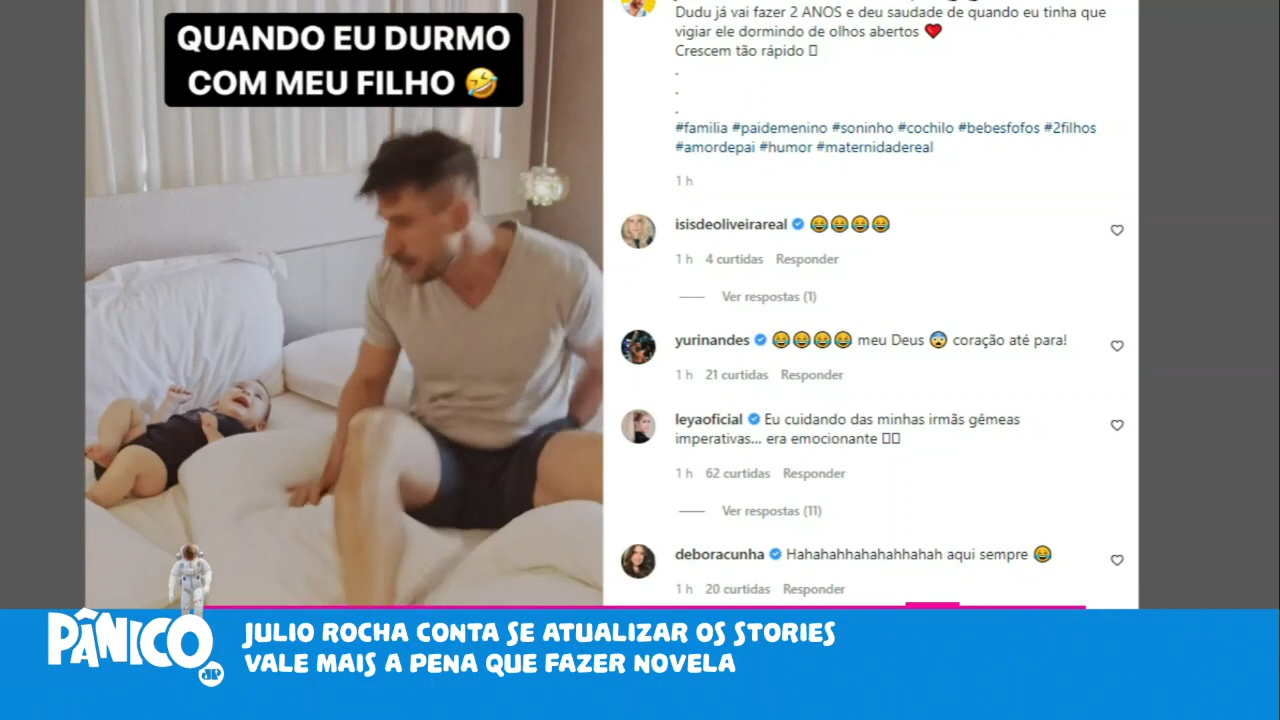 QUANDO EU DURMO
COM MEU FILHO 🤣
Dudu já vai fazer 2 ANOS e deu saudade de quando eu tinha que
vigiar ele dormindo de olhos abertos ❤️
Crescem tão rápido
.
.
.
#familia #paidemenino #soninho #cochilo #bebesfofos #2filhos
#amordepai #humor #maternidadereal
1 h
isisdeoliveirareal 😂😂😂😂
1 h 4 curtidas Responder
Ver respostas (1)
yurinandes 😂😂😂😂 meu Deus 😨 coração até para!
1 h 21 curtidas Responder
leyaoficial Eu cuidando das minhas irmãs gêmeas
imperativas... era emocionante
1 h 62 curtidas Responder
Ver respostas (11)
deboracunha Hahahahhahahahhahah aqui sempre 😂
1 h 20 curtidas Responder
PÂNICO
JP
JULIO ROCHA CONTA SE ATUALIZAR OS STORIES
VALE MAIS A PENA QUE FAZER NOVELA